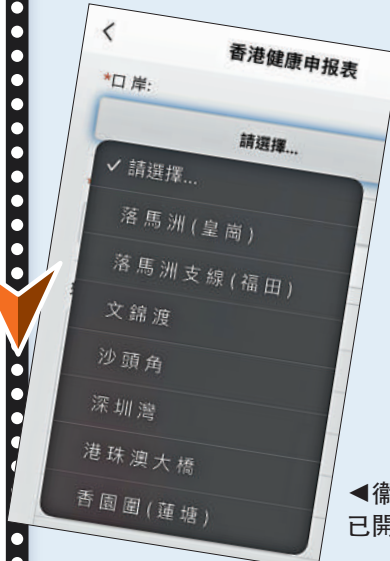 香港健康申报表
*口岸:
請選擇...
✓ 請選擇...
落馬洲(皇崗)
落馬洲支線(福田)
文錦渡
沙頭角
深圳灣
港珠澳大橋
香園圍(蓮塘)
◀衞
已開